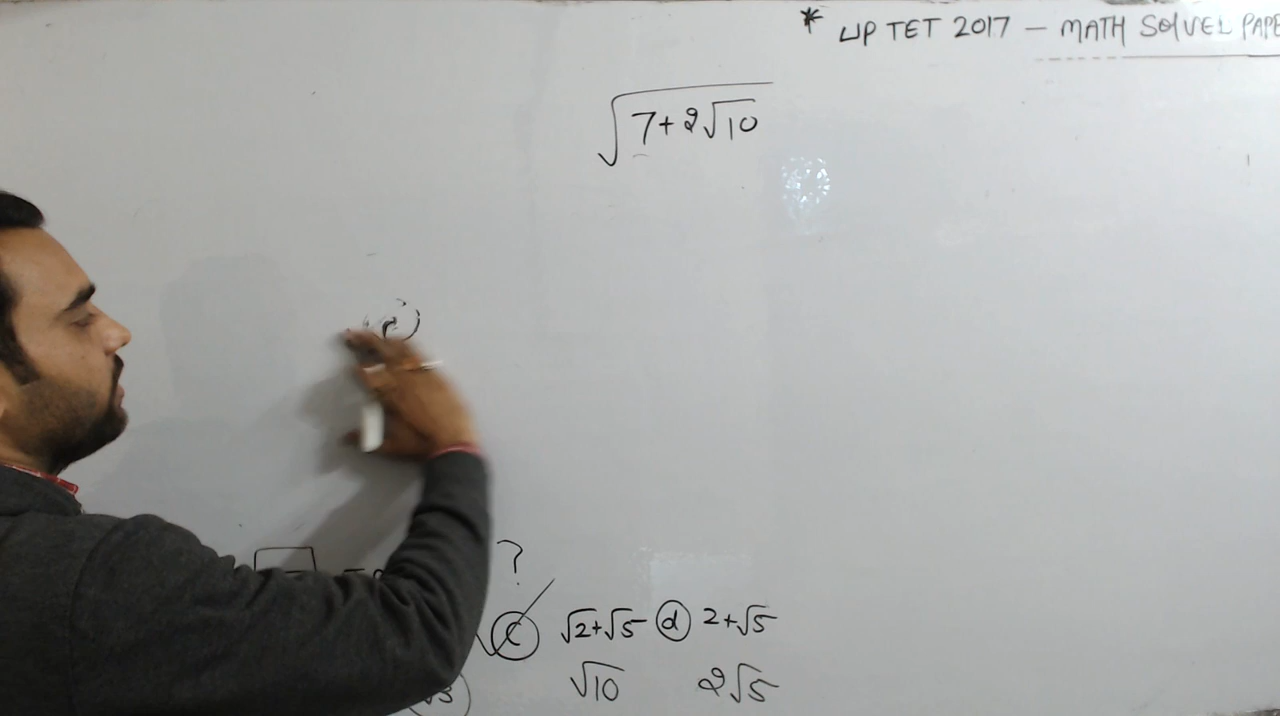 * UP TET 2017 — MATH SOLVEL PAPE
√7+2√10
?
(c) √2+√5 (d) 2+√5
√10 2√5